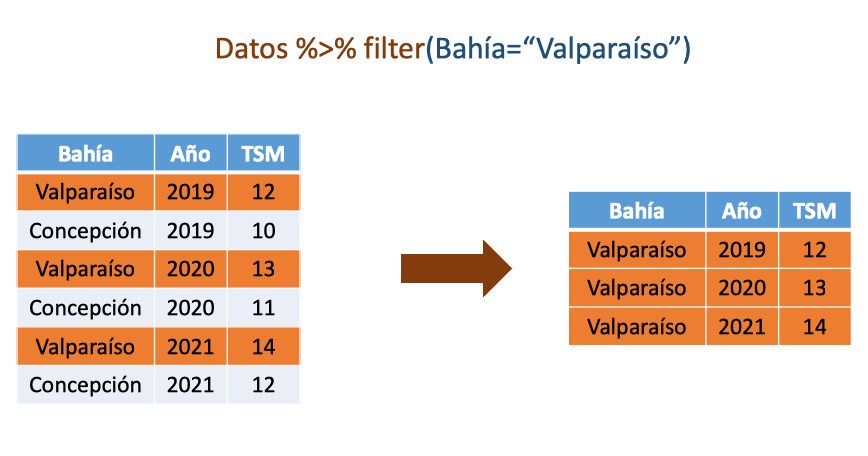 Datos %>% filter(Bahía=“Valparaíso”)
Bahía Año TSM
Valparaíso 2019 12
Concepción 2019 10
Valparaíso 2020 13
Concepción 2020 11
Valparaíso 2021 14
Concepción 2021 12
Bahía Año TSM
Valparaíso 2019 12
Valparaíso 2020 13
Valparaíso 2021 14